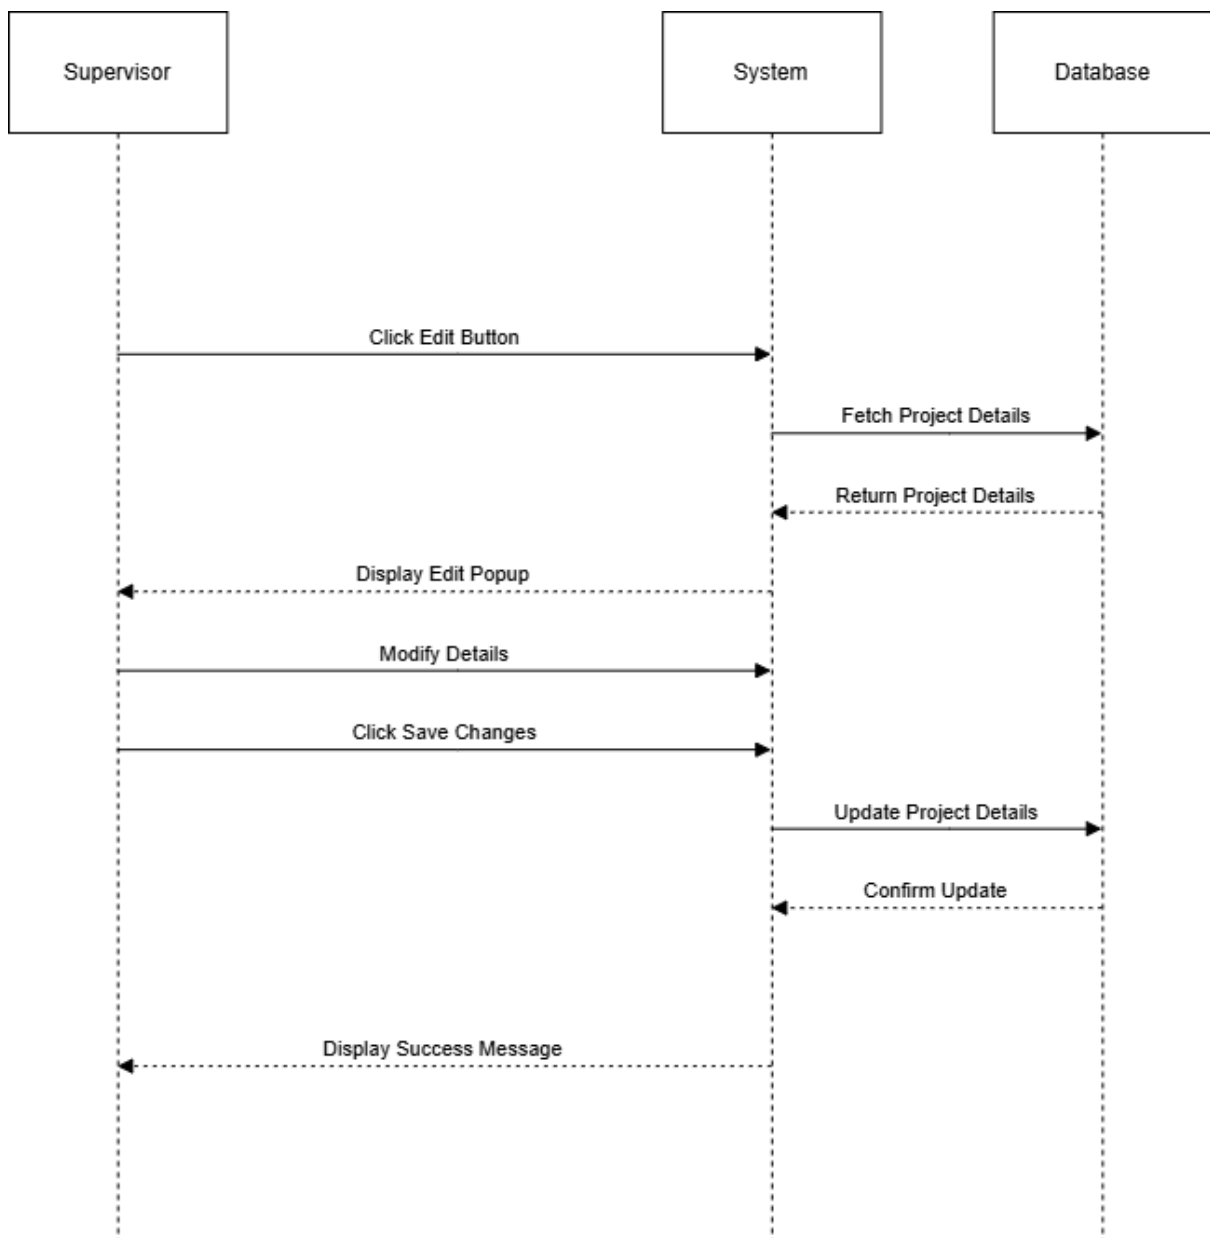 Supervisor
System
Database
Click Edit Button
Fetch Project Details
Return Project Details
Display Edit Popup
Modify Details
Click Save Changes
Update Project Details
Confirm Update
Display Success Message